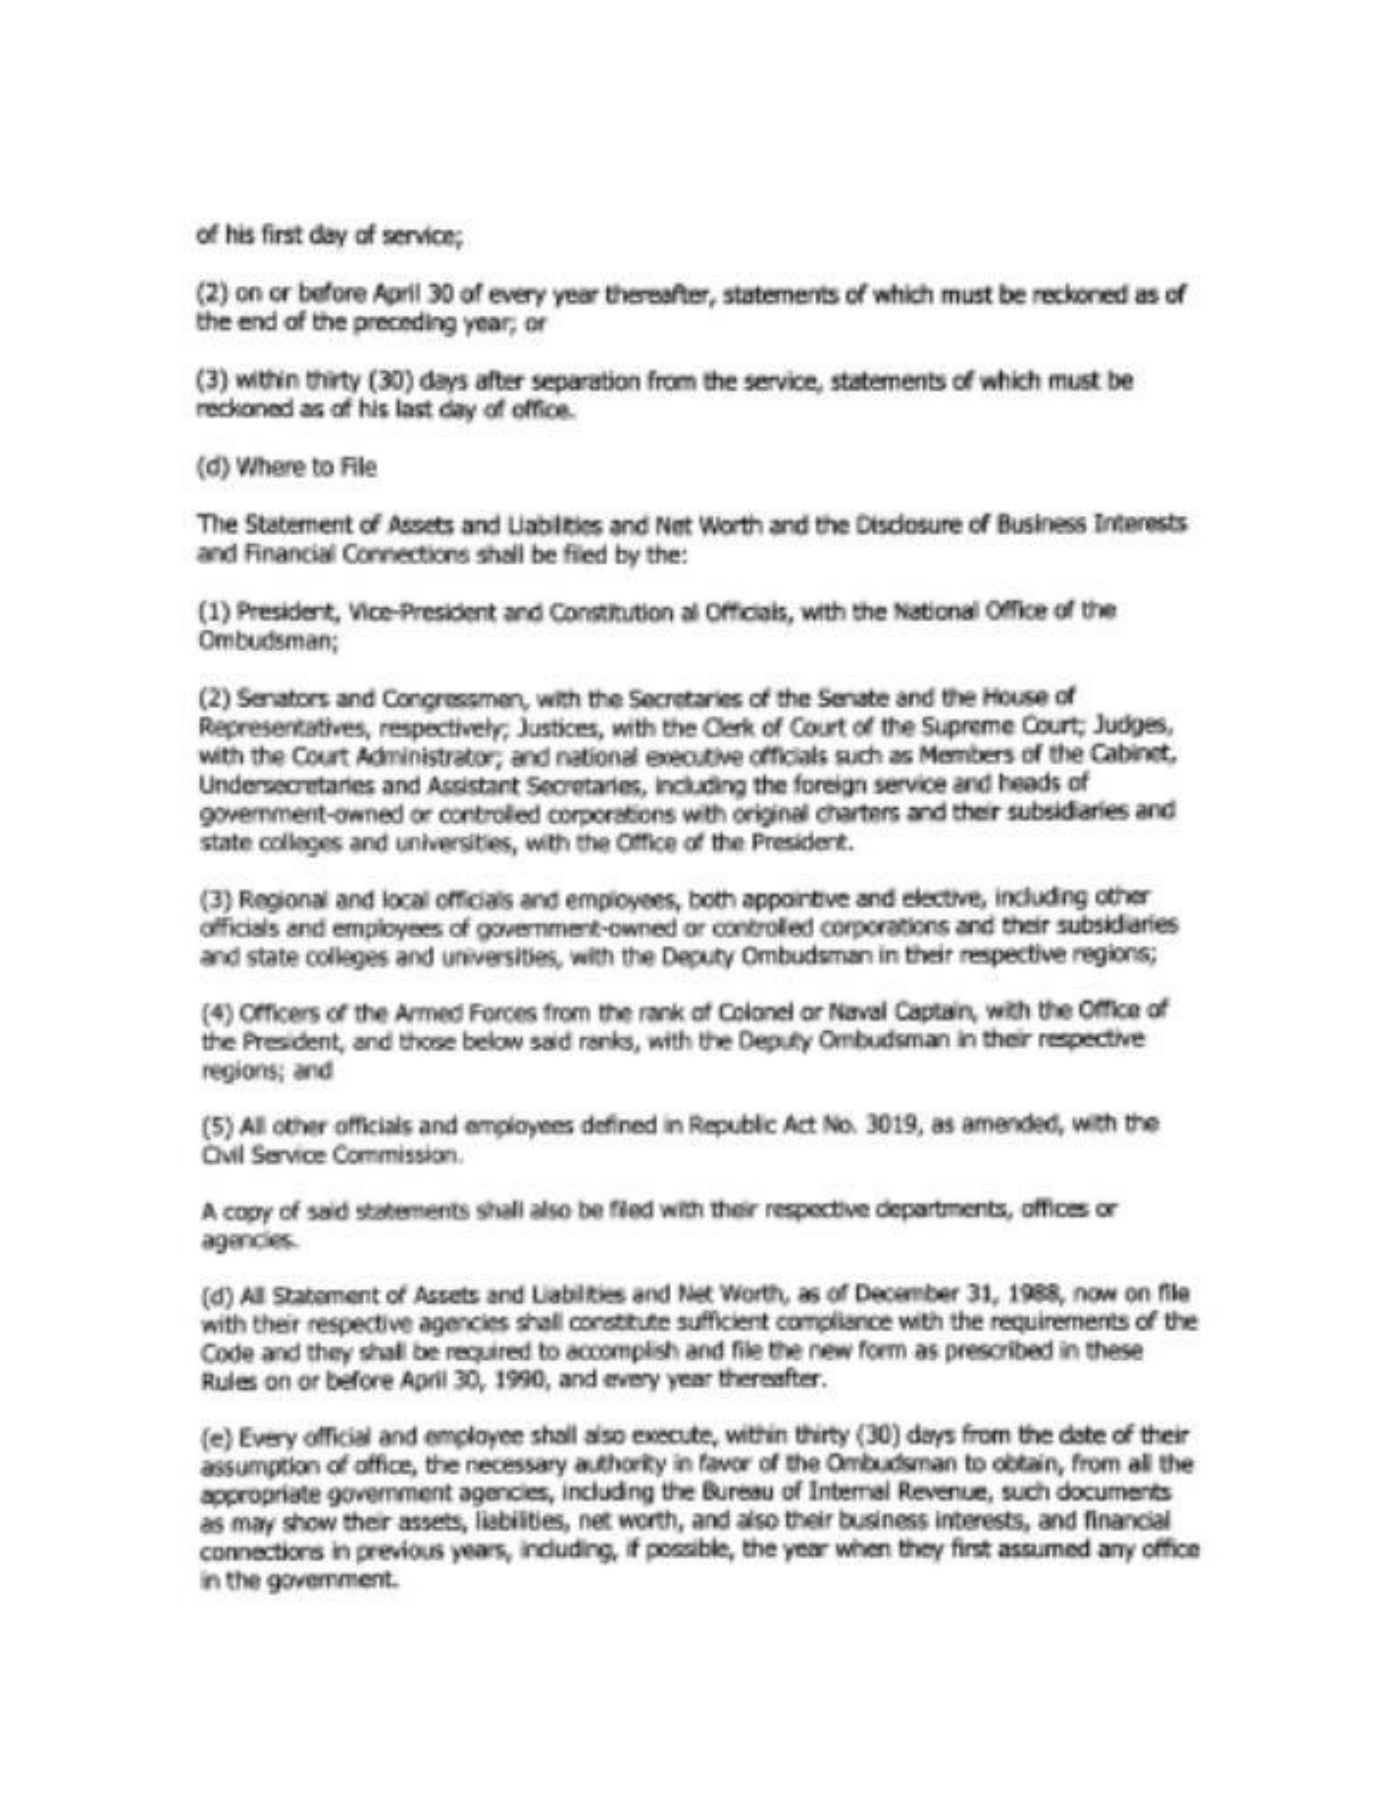 of his first day of service;
(2) on or before April 30 of every year thereafter, statements of which must be reckoned as of
the end of the preceding year; or
(3) within thirty (30) days after separation from the service, statements of which must be
reckoned as of his last day of office.
(d) Where to File
The Statement of Assets and Liabilities and Net Worth and the Disclosure of Business Interests
and Financial Connections shall be filed by the:
(1) President, Vice-President and Constitution al Officials, with the National Office of the
Ombudsman;
(2) Senators and Congressmen, with the Secretaries of the Senate and the House of
Representatives, respectively; Justices, with the Clerk of Court of the Supreme Court; Judges,
with the Court Administrator; and national executive officials such as Members of the Cabinet,
Undersecretaries and Assistant Secretaries, including the foreign service and heads of
government-owned or controlled corporations with original charters and their subsidiaries and
state colleges and universities, with the Office of the President.
(3) Regional and local officials and employees, both appointive and elective, including other
officials and employees of government-owned or controlled corporations and their subsidiaries
and state colleges and universities, with the Deputy Ombudsman in their respective regions;
(4) Officers of the Armed Forces from the rank of Colonel or Naval Captain, with the Office of
the President, and those below said ranks, with the Deputy Ombudsman in their respective
regions; and
(5) All other officials and employees defined in Republic Act No. 3019, as amended, with the
Civil Service Commission.
A copy of said statements shall also be filed with their respective departments, offices or
agencies.
(d) All Statement of Assets and Liabilities and Net Worth, as of December 31, 1988, now on file
with their respective agencies shall constitute sufficient compliance with the requirements of the
Code and they shall be required to accomplish and file the new form as prescribed in these
Rules on or before April 30, 1990, and every year thereafter.
(e) Every official and employee shall also execute, within thirty (30) days from the date of their
assumption of office, the necessary authority in favor of the Ombudsman to obtain, from all the
appropriate government agencies, including the Bureau of Internal Revenue, such documents
as may show their assets, liabilities, net worth, and also their business interests, and financial
connections in previous years, including, if possible, the year when they first assumed any office
in the government.